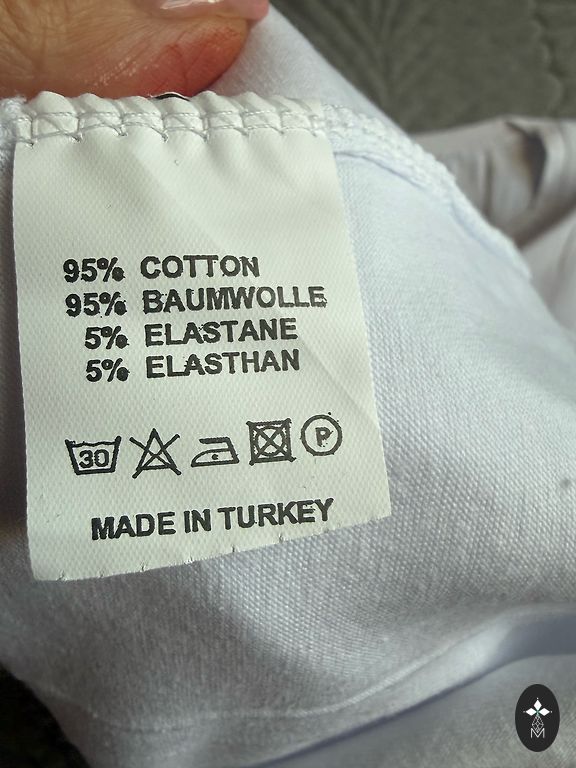 95% COTTON
95% BAUMWOLLE
5% ELASTANE
5% ELASTHAN
30 P
MADE IN TURKEY
M